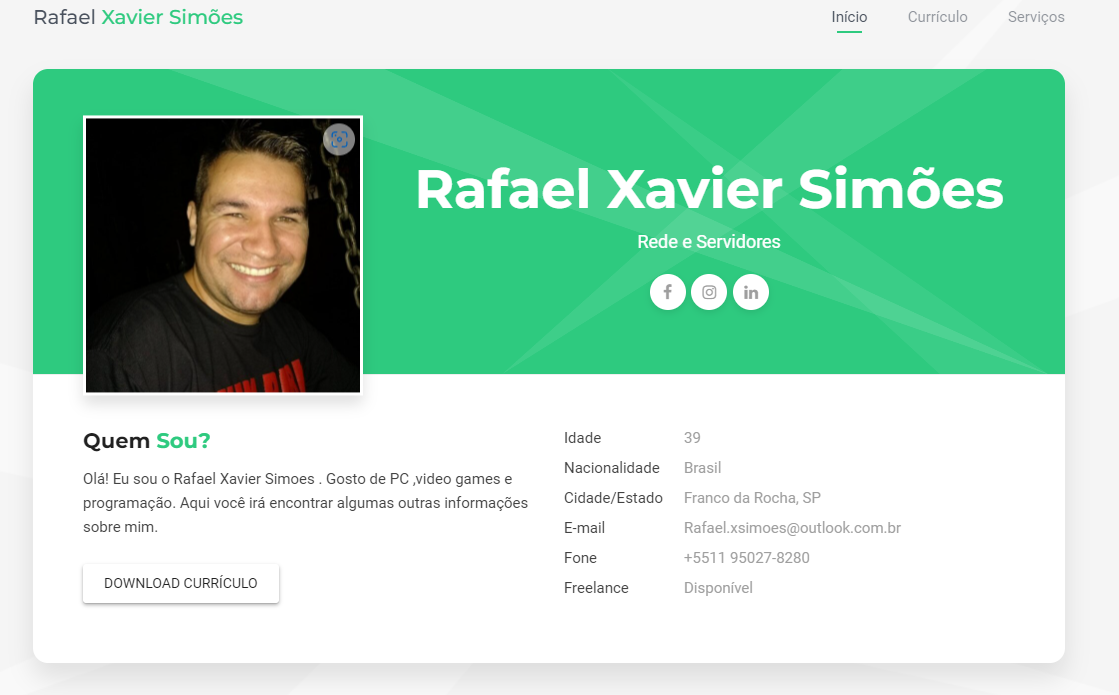 Rafael Xavier Simões
Início Currículo Serviços
Rafael Xavier Simões
Rede e Servidores
Quem Sou?
Olá! Eu sou o Rafael Xavier Simoes . Gosto de PC ,video games e
programação. Aqui você irá encontrar algumas outras informações
sobre mim.
DOWNLOAD CURRÍCULO
Idade 39
Nacionalidade Brasil
Cidade/Estado Franco da Rocha, SP
E-mail Rafael.xsimoes@outlook.com.br
Fone +5511 95027-8280
Freelance Disponível